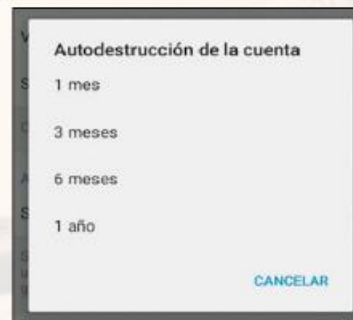 Autodestrucción de la cuenta
1 mes
3 meses
6 meses
1 año
CANCELAR